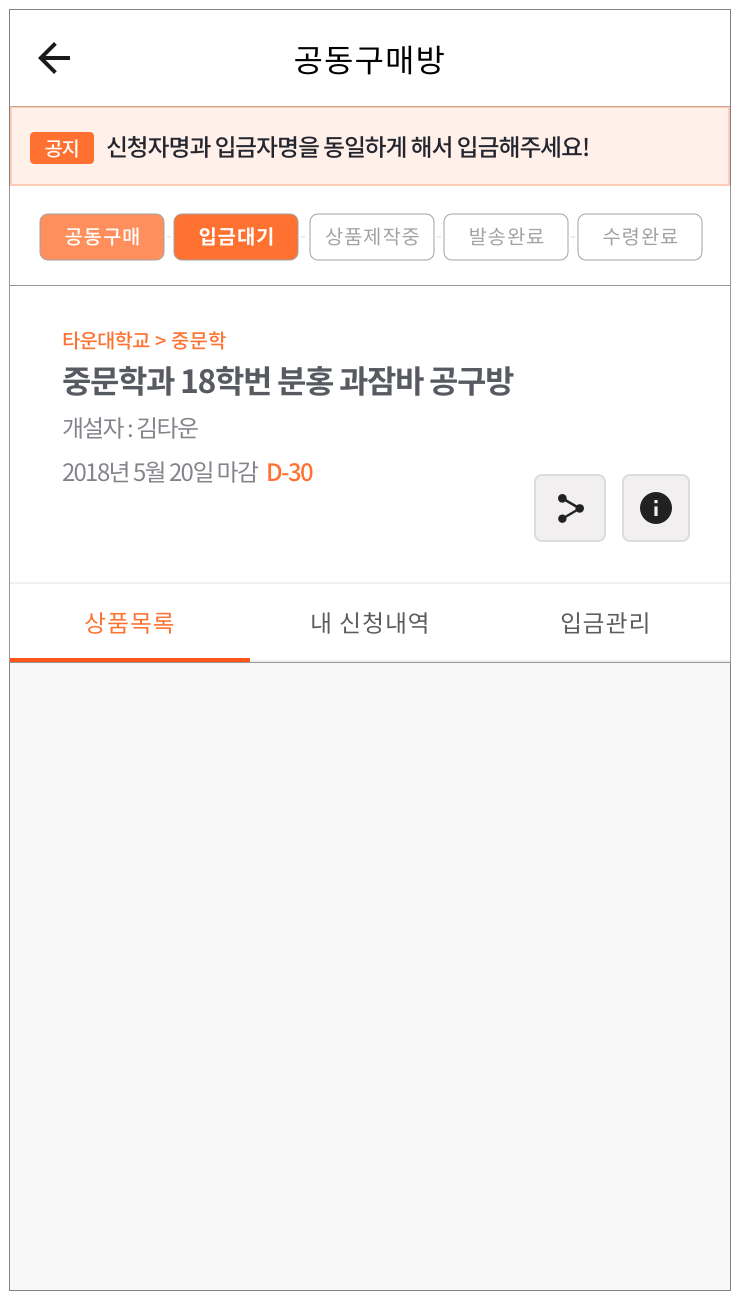 공동구매방
공지 신청자명과 입금자명을 동일하게 해서 입금해주세요!
공동구매 입금대기 상품제작중 발송완료 수령완료
타운대학교 > 중문학
중문학과 18학번 분홍 과잠바 공구방
개설자 : 김타운
2018년 5월 20일 마감 D-30
상품목록 내 신청내역 입금관리